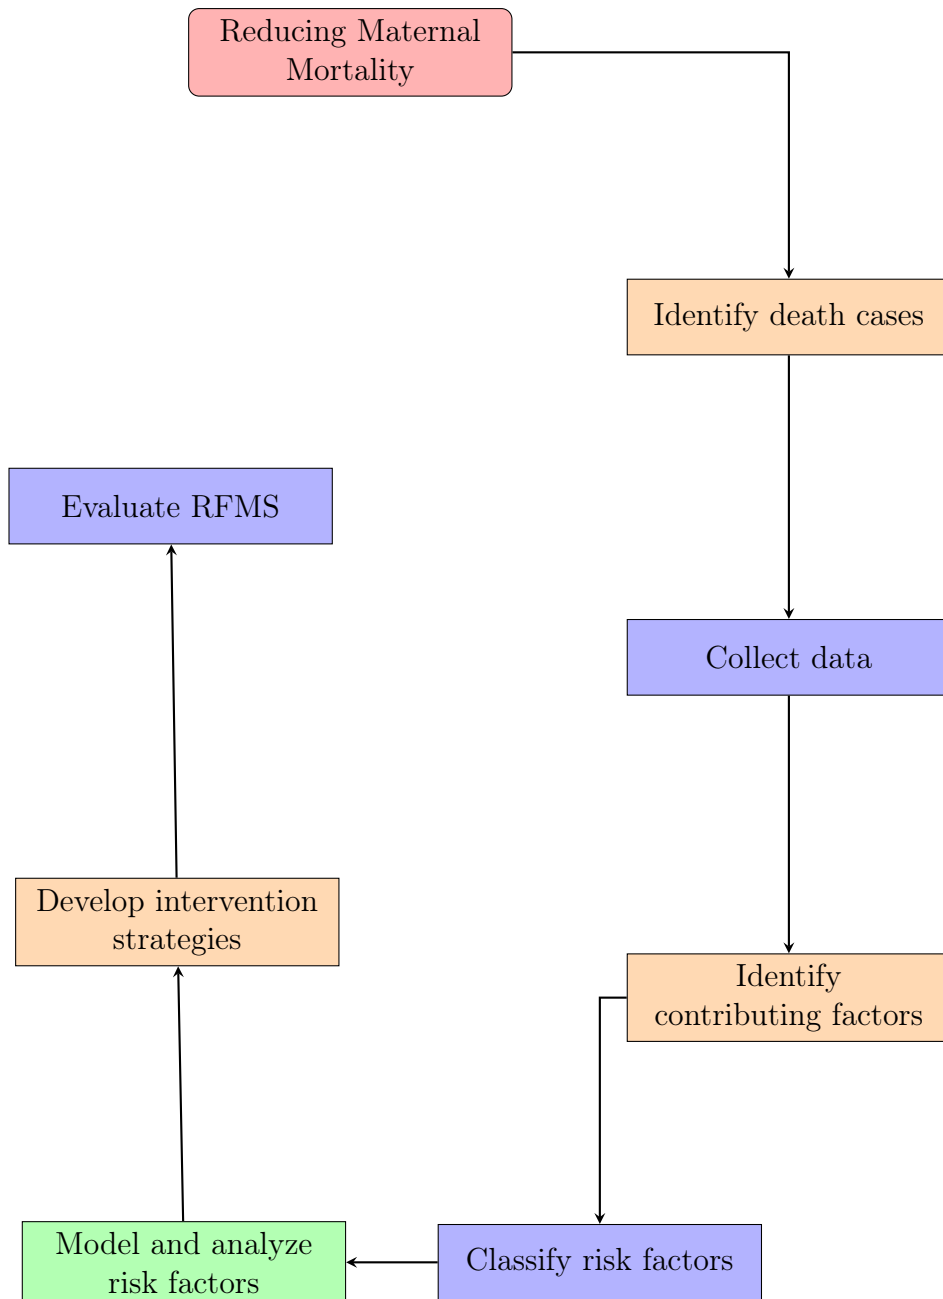 Reducing Maternal
Mortality
Identify death cases
Evaluate RFMS
Collect data
Develop intervention
strategies
Identify
contributing factors
Model and analyze
risk factors
Classify risk factors